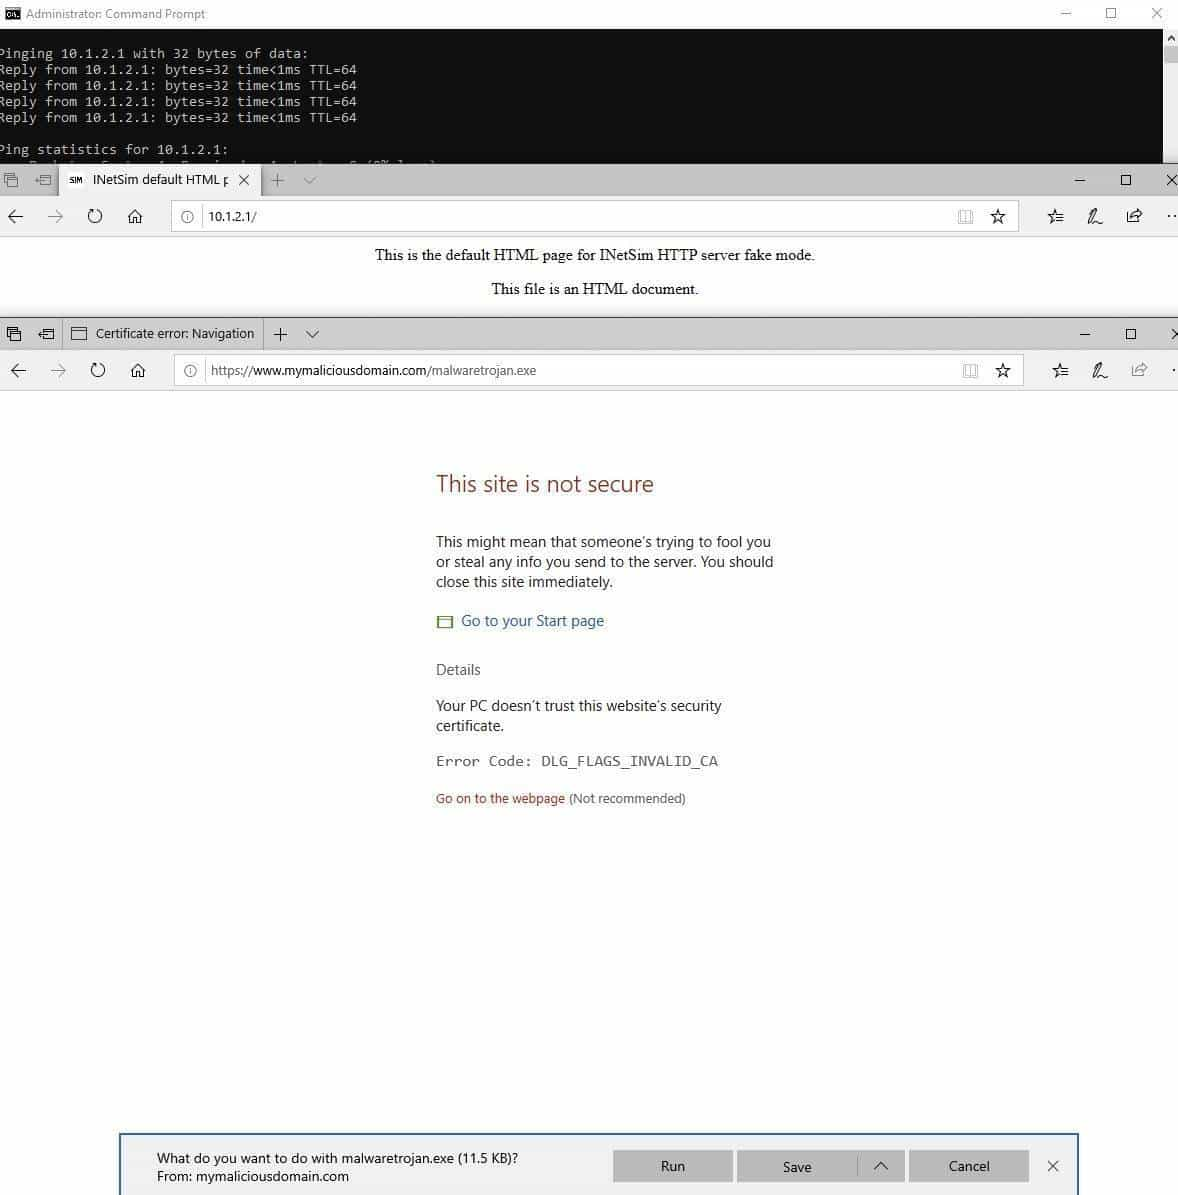 Administrator: Command Prompt
Pinging 10.1.2.1 with 32 bytes of data:
Reply from 10.1.2.1: bytes=32 time<1ms TTL=64
Reply from 10.1.2.1: bytes=32 time<1ms TTL=64
Reply from 10.1.2.1: bytes=32 time<1ms TTL=64
Reply from 10.1.2.1: bytes=32 time<1ms TTL=64
Ping statistics for 10.1.2.1:
SIM INetSim default HTML p
10.1.2.1/
This is the default HTML page for INetSim HTTP server fake mode.
This file is an HTML document.
Certificate error: Navigation
https://www.mymaliciousdomain.com/malwaretrojan.exe
This site is not secure
This might mean that someone's trying to fool you
or steal any info you send to the server. You should
close this site immediately.
Go to your Start page
Details
Your PC doesn't trust this website's security
certificate.
Error Code: DLG_FLAGS_INVALID_CA
Go on to the webpage (Not recommended)
What do you want to do with malwaretrojan.exe (11.5 KB)?
From: mymaliciousdomain.com
Run
Save
Cancel